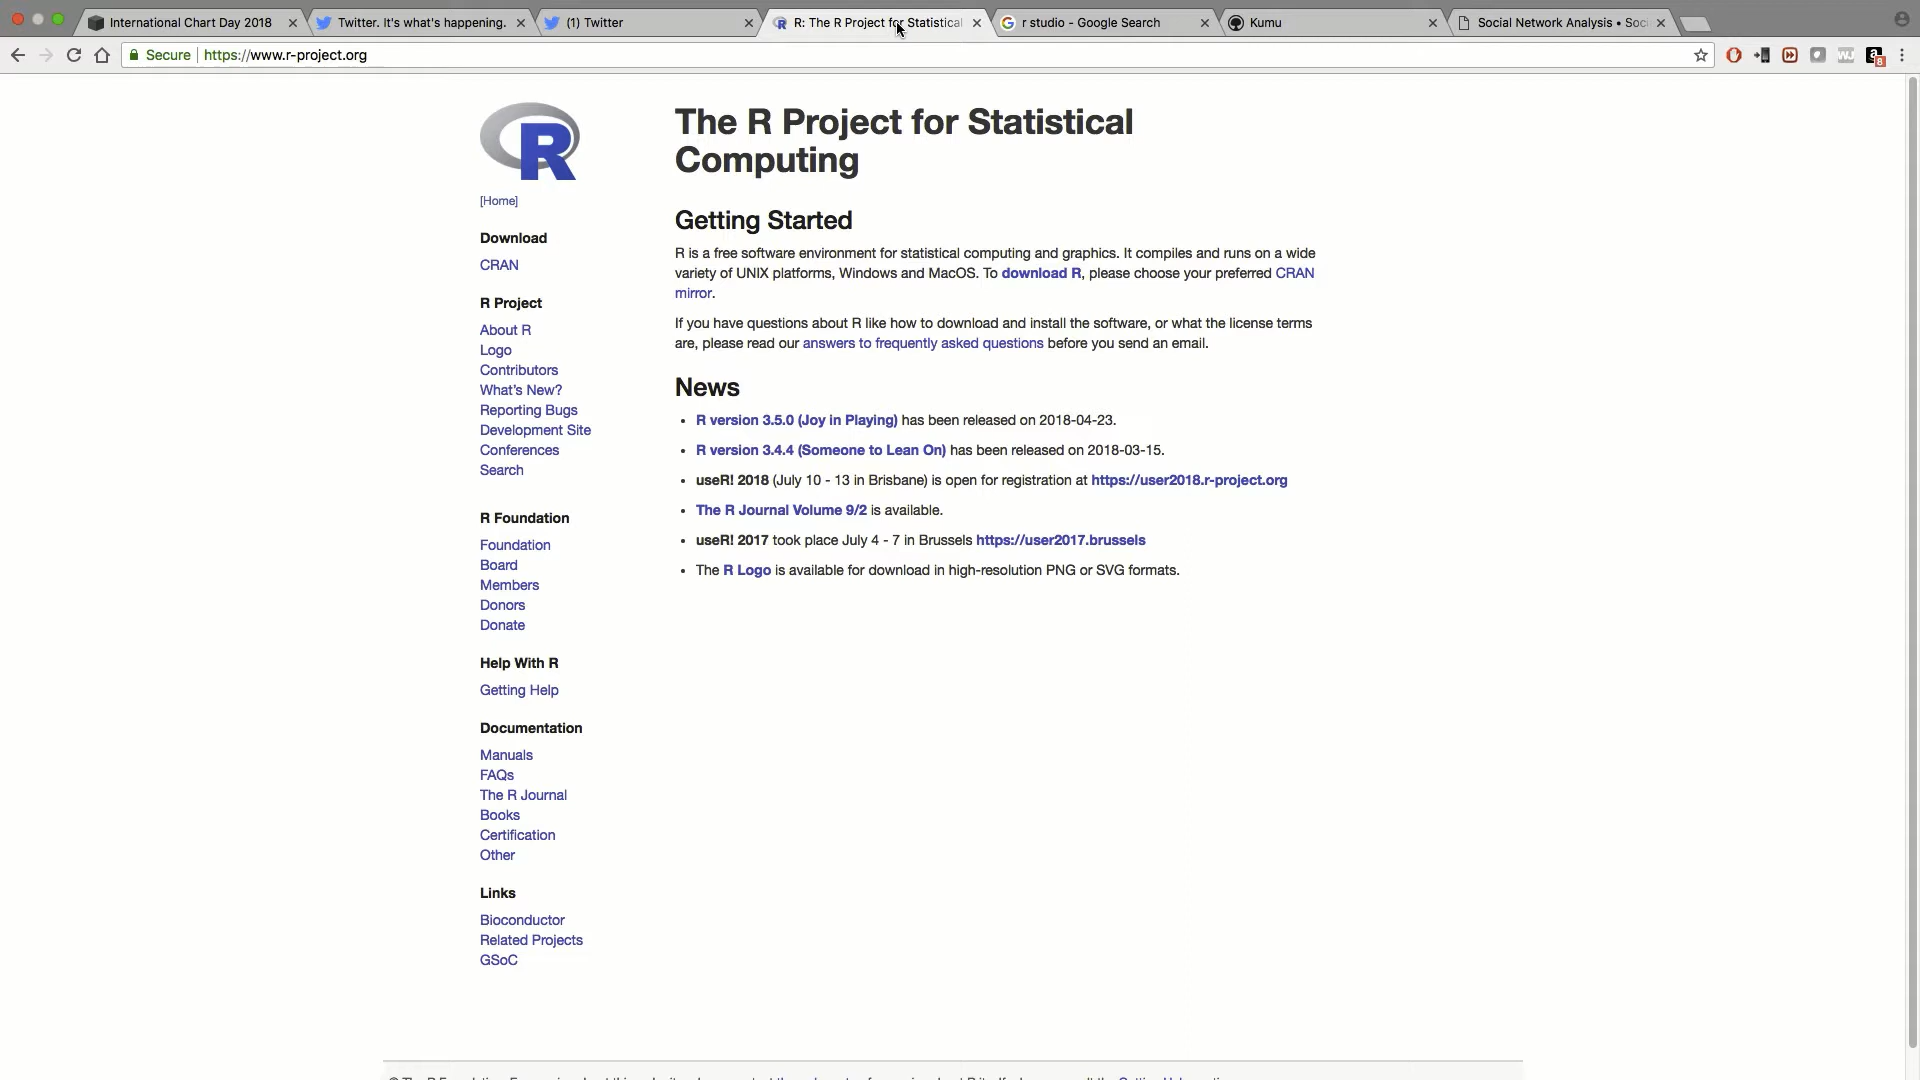 International Chart Day 2018
Twitter. It's what's happening.
(1) Twitter
R: The R Project for Statistical
r studio - Google Search
Kumu
Social Network Analysis • Soc
Secure
https://www.r-project.org
8
R
The R Project for Statistical
Computing
[Home]
Download
CRAN
R Project
About R
Logo
Contributors
What's New?
Reporting Bugs
Development Site
Conferences
Search
R Foundation
Foundation
Board
Members
Donors
Donate
Help With R
Getting Help
Documentation
Manuals
FAQs
The R Journal
Books
Certification
Other
Links
Bioconductor
Related Projects
GSoC
Getting Started
R is a free software environment for statistical computing and graphics. It compiles and runs on a wide
variety of UNIX platforms, Windows and MacOS. To download R, please choose your preferred CRAN
mirror.
If you have questions about R like how to download and install the software, or what the license terms
are, please read our answers to frequently asked questions before you send an email.
News
• R version 3.5.0 (Joy in Playing) has been released on 2018-04-23.
• R version 3.4.4 (Someone to Lean On) has been released on 2018-03-15.
• useR! 2018 (July 10 - 13 in Brisbane) is open for registration at https://user2018.r-project.org
• The R Journal Volume 9/2 is available.
• useR! 2017 took place July 4 - 7 in Brussels https://user2017.brussels
• The R Logo is available for download in high-resolution PNG or SVG formats.